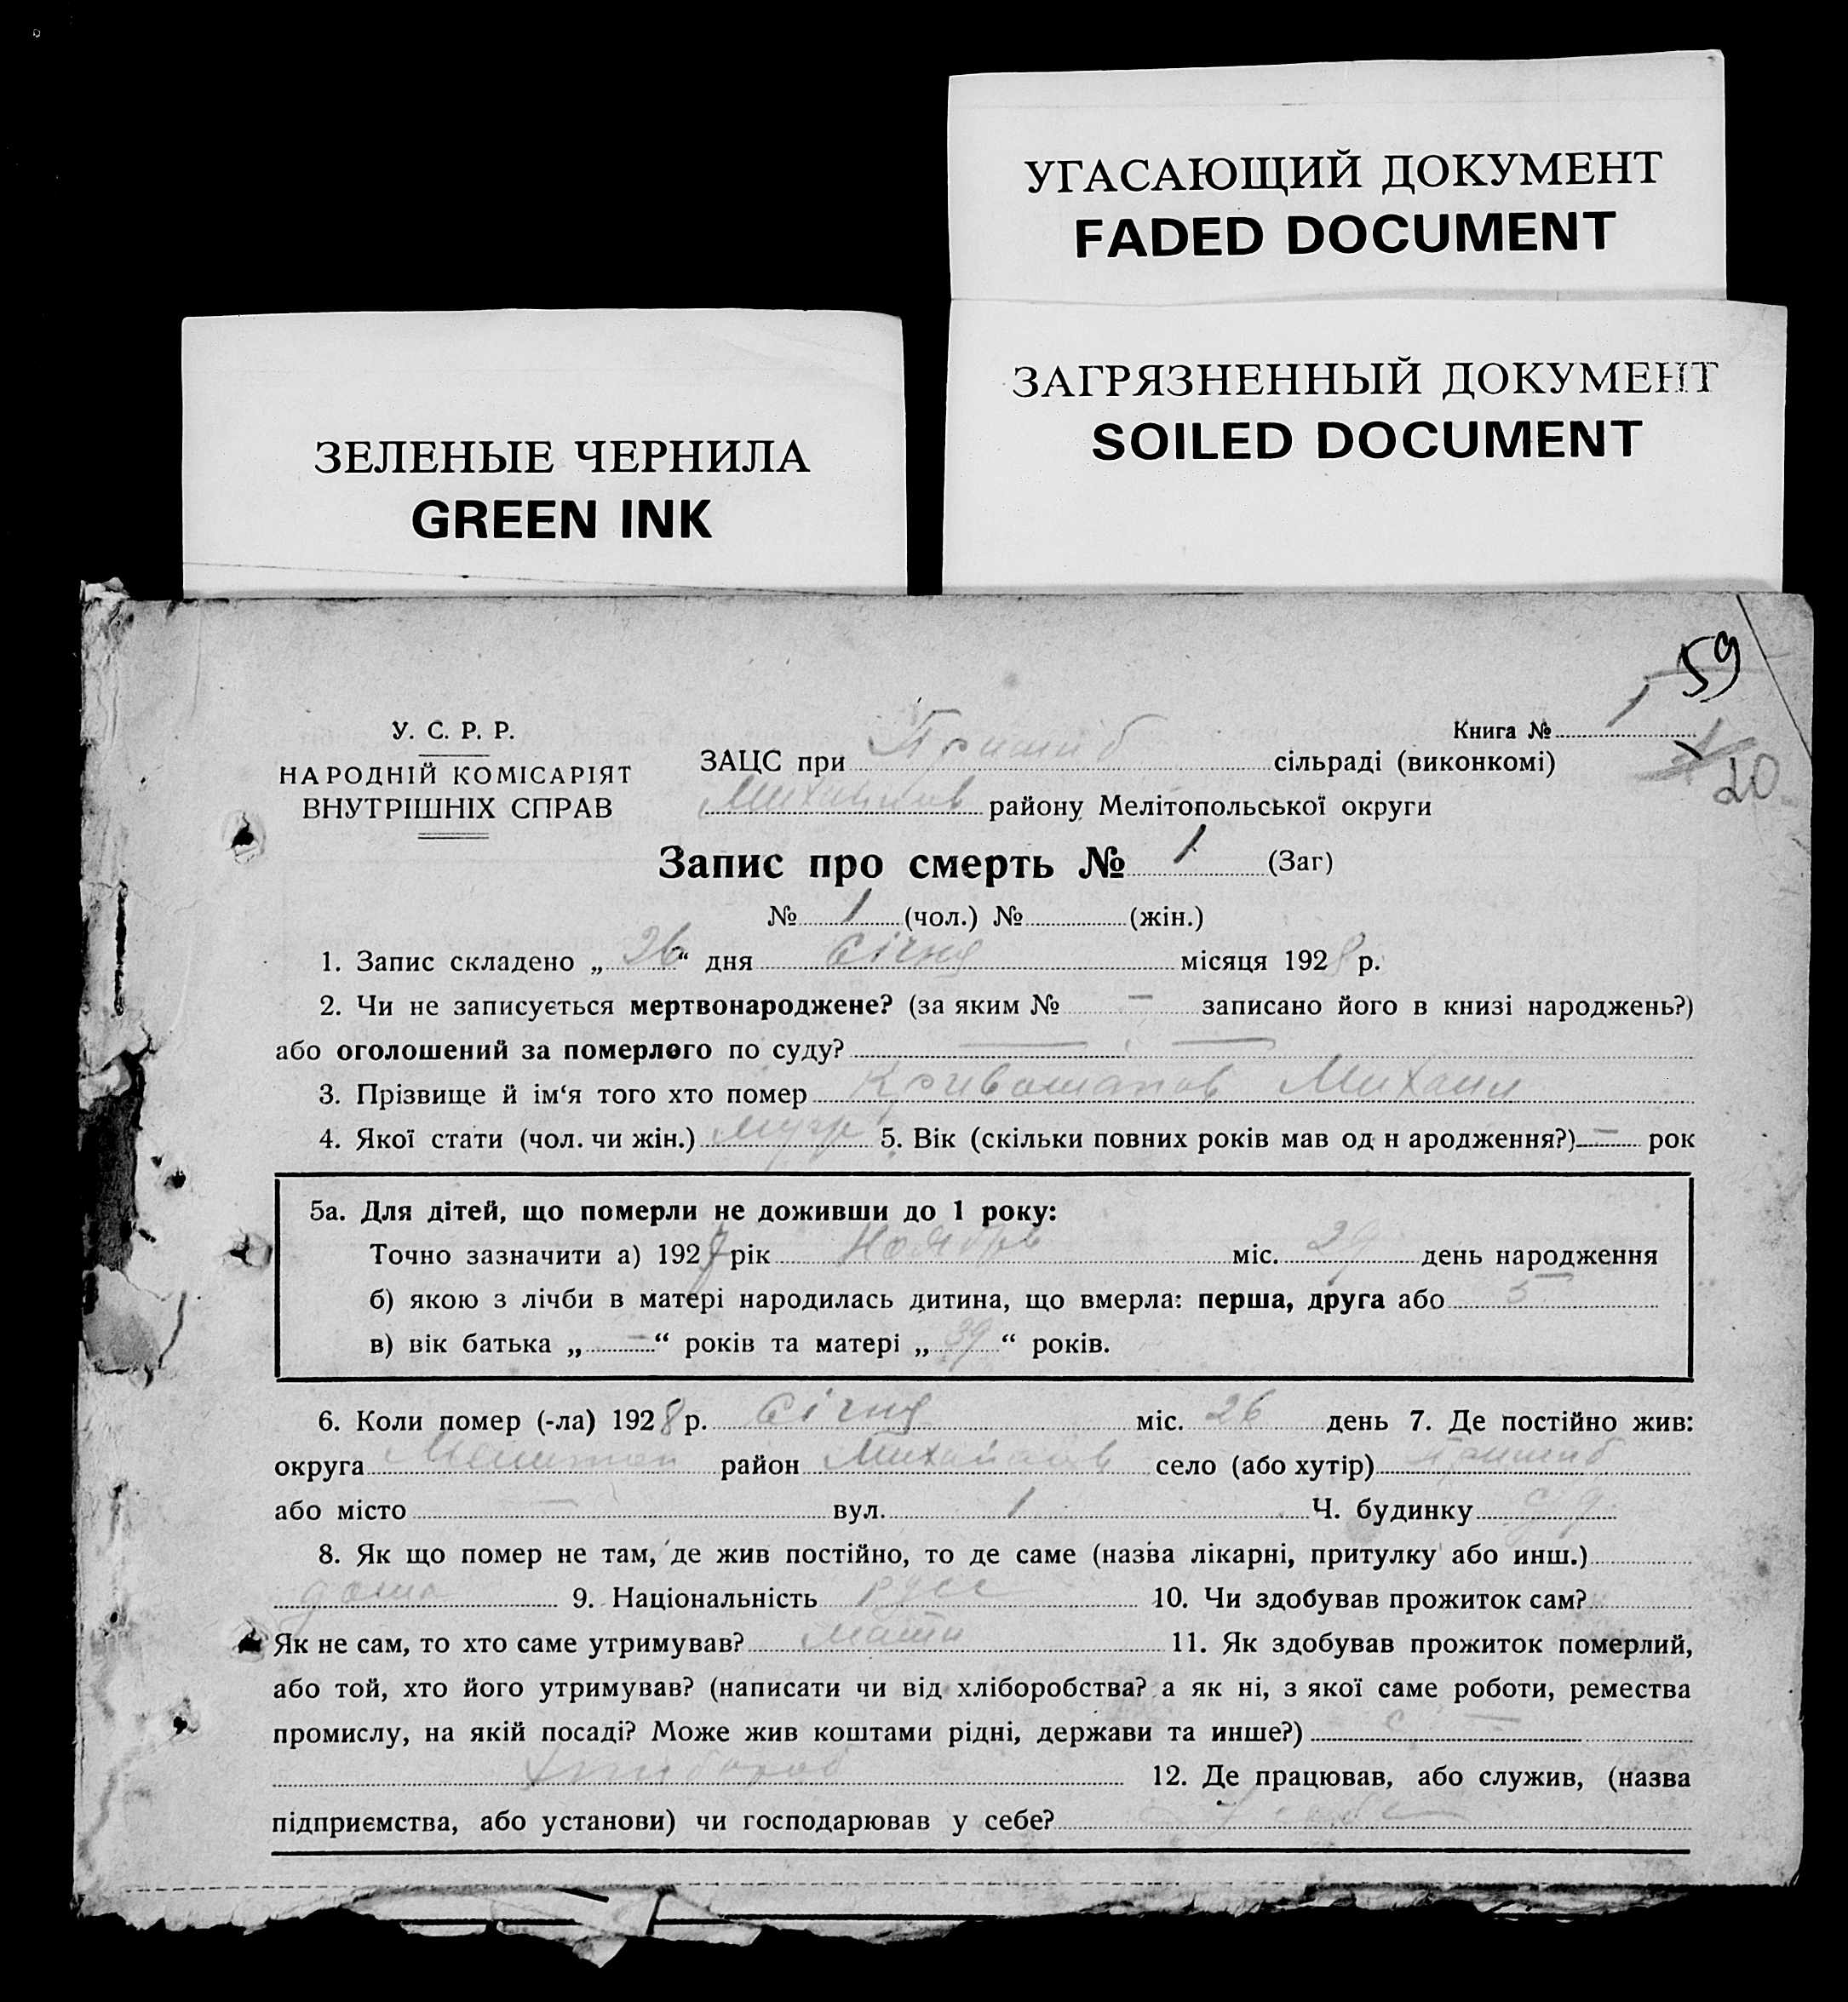 УГАСАЮЩИЙ ДОКУМЕНТ
FADED DOCUMENT
ЗАГРЯЗНЕННЫЙ ДОКУМЕНТ
SOILED DOCUMENT
ЗЕЛЕНЫЕ ЧЕРНИЛА
GREEN INK
59
У. С. Р. Р.
НАРОДНІЙ КОМІСАРІЯТ
ВНУТРІШНІХ СПРАВ
Книга № 1
20
ЗАЦС при Пришиб сільраді (виконкомі)
Михайлов району Мелітопольської округи
Запис про смерть № 1 (Заг)
№ 1 (чол.) № (жін.)
1. Запис складено „26“ дня Січня місяця 1928 р.
2. Чи не записується мертвонароджене? (за яким № — записано його в книзі народжень?)
або оголошений за померлого по суду? — —
3. Прізвище й ім‘я того хто помер Кривошапов Михаил
4. Якої стати (чол. чи жін.) 5. Вік (скільки повних років мав од н ародження?) — рок
5а. Для дітей, що померли не доживши до 1 року:
Точно зазначити а) 1927 рік Ноябрь міс. 29 день народження
б) якою з лічби в матері народилась дитина, що вмерла: перша, друга або 5
в) вік батька „—“ років та матері „39“ років.
6. Коли помер (-ла) 1928 р. Січня міс. 26 день 7. Де постійно жив:
округа Мелитоп район Михайлов село (або хутір) Пришиб
або місто — вул. Ч. будинку
8. Як що помер не там, де жив постійно, то де саме (назва лікарні, притулку або инш.)
дома 9. Національність русс 10. Чи здобував прожиток сам?
Як не сам, то хто саме утримував? мати 11. Як здобував прожиток померлий,
або той, хто його утримував? (написати чи від хліборобства? а як ні, з якої саме роботи, ремества
промислу, на якій посаді? Може жив коштами рідні, держави та инше?)
хлібороб 12. Де працював, або служив, (назва
підприємства, або установи) чи господарював у себе? у себе